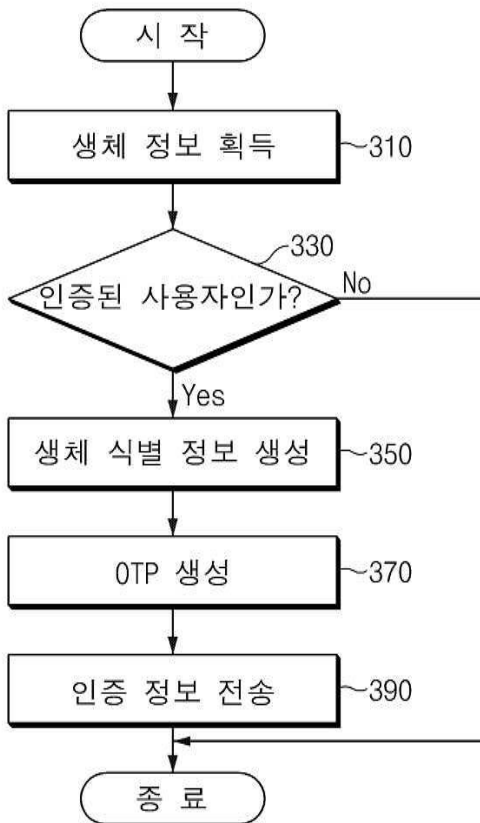 시 작
생체 정보 획득
310
330
인증된 사용자인가?
No
Yes
생체 식별 정보 생성
350
OTP 생성
370
인증 정보 전송
390
종 료